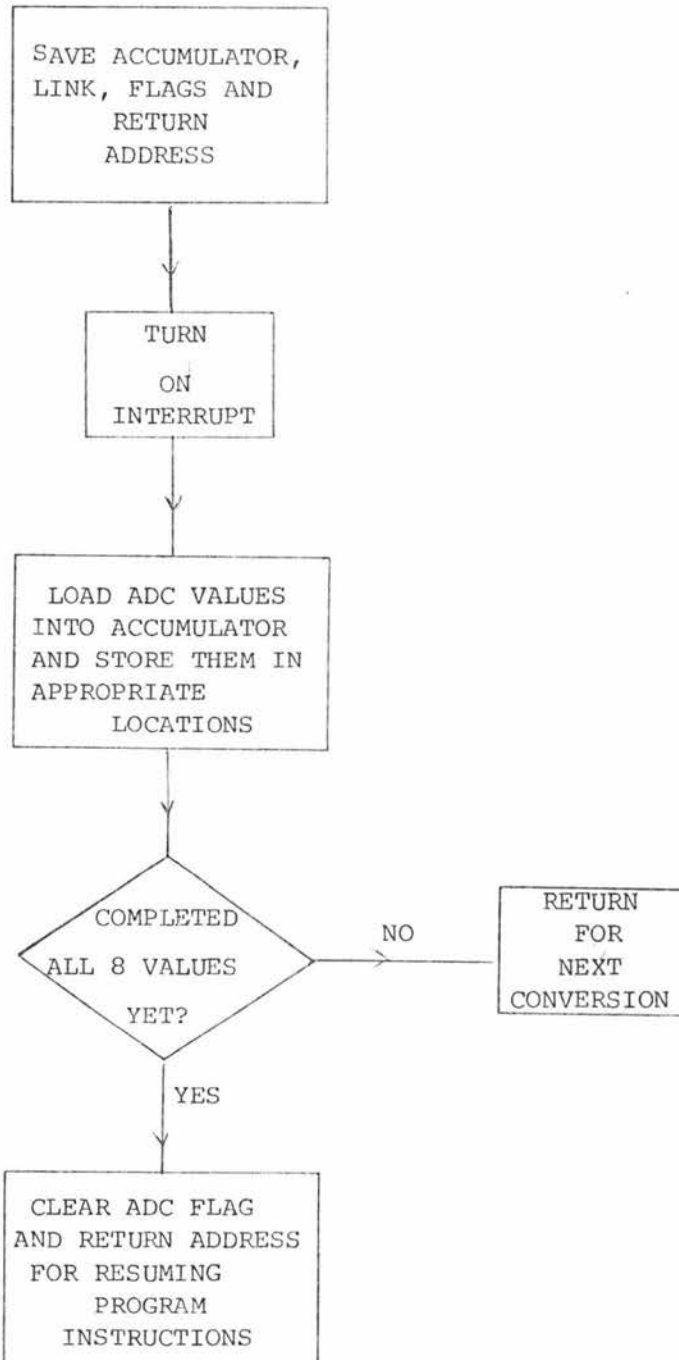 SAVE ACCUMULATOR,
LINK, FLAGS AND
RETURN
ADDRESS
TURN
ON
INTERRUPT
LOAD ADC VALUES
INTO ACCUMULATOR
AND STORE THEM IN
APPROPRIATE
LOCATIONS
COMPLETED
ALL 8 VALUES
YET?
NO
RETURN
FOR
NEXT
CONVERSION
YES
CLEAR ADC FLAG
AND RETURN ADDRESS
FOR RESUMING
PROGRAM
INSTRUCTIONS